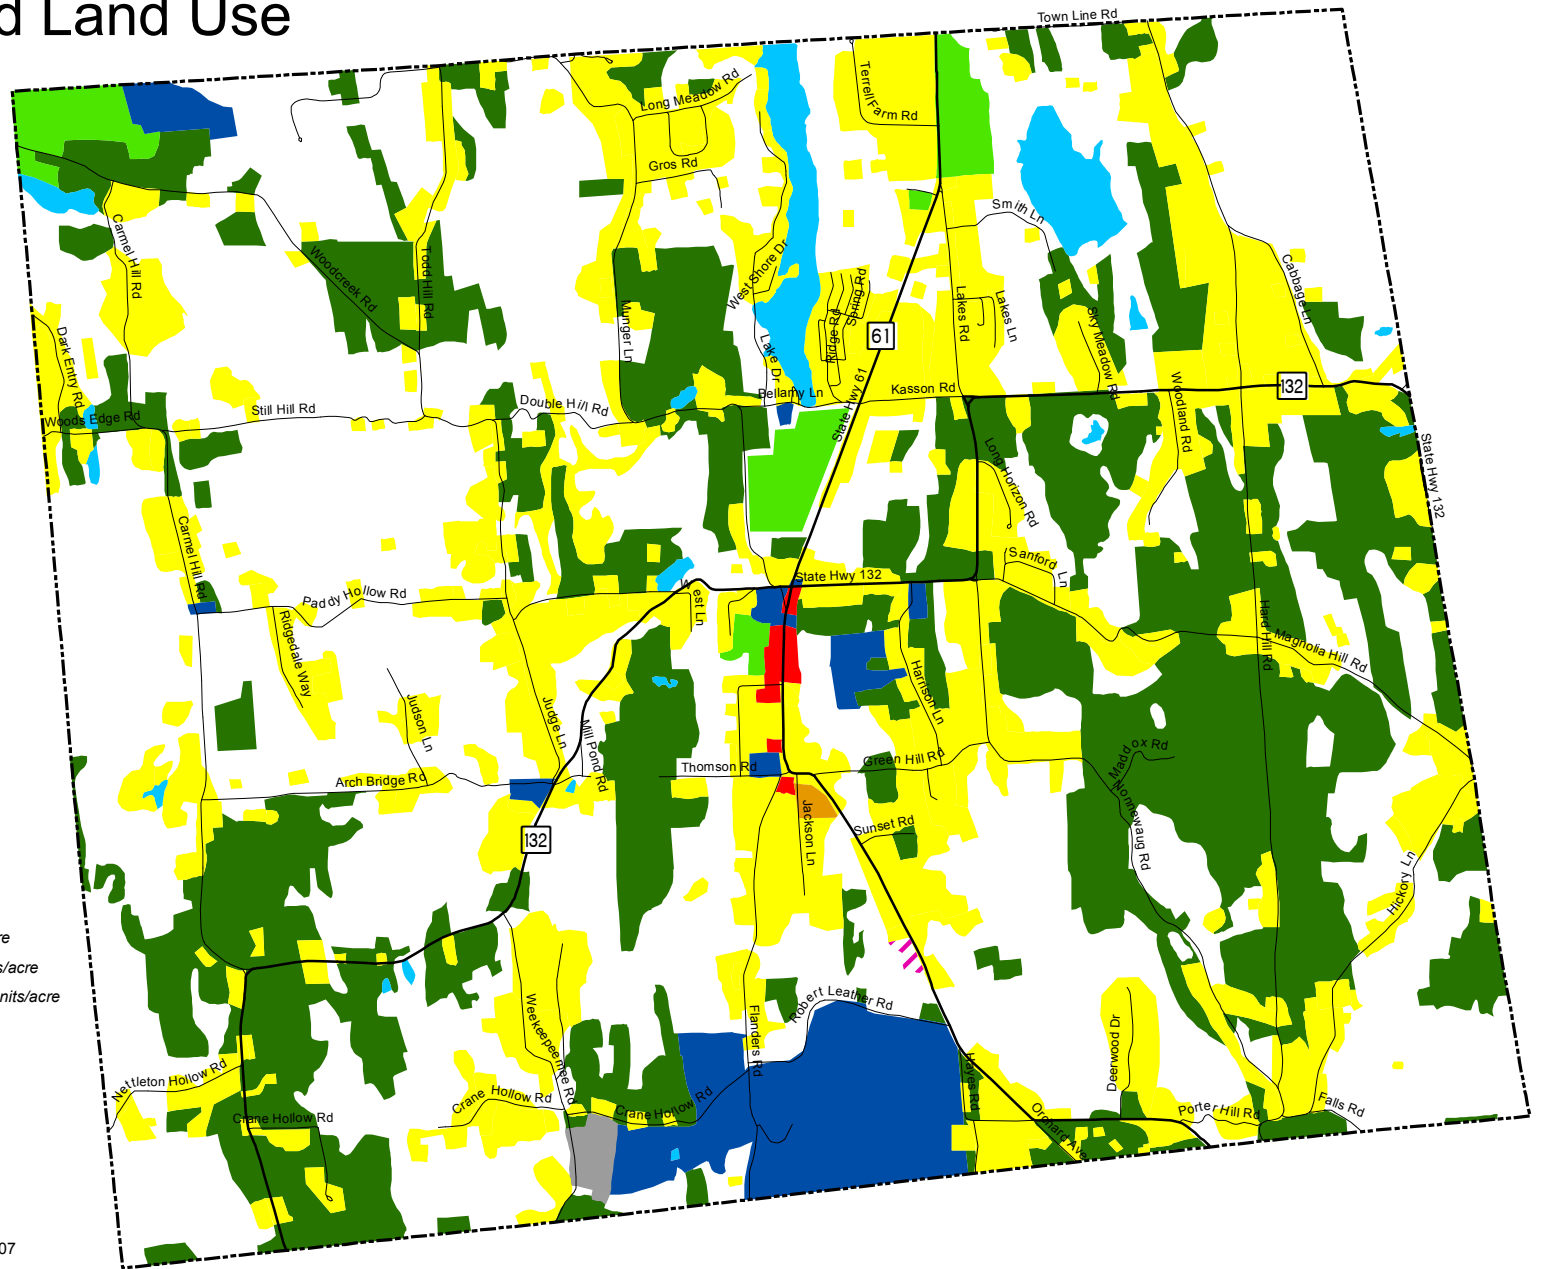 d Land Use
Town Line Rd
Long Meadow Rd
Terrell Farm Rd
Gros Rd
Smith Ln
Carmel Hill Rd
Woodcreek Rd
Todd Hill Rd
West Shore Dr
Cabbage Ln
Munger Ln
Spring Rd
Ridge Rd
Lakes Rd
Lakes Ln
Sky Meadow Rd
Dark Entry Rd
61
Lake Dr
State Hwy 61
Kasson Rd
Bellamy Ln
132
Woodland Rd
Woods Edge Rd
Still Hill Rd
Double Hill Rd
State Hwy 132
Long Horizon Rd
Carmel Hill Rd
Sanford Ln
State Hwy 132
West Ln
Paddy Hollow Rd
Ridgedale Way
Hard Hill Rd
Magnolia Hill Rd
Harrison Ln
Judson Ln
Judge Ln
Mill Pond Rd
Maddox Rd
Thomson Rd
Green Hill Rd
Arch Bridge Rd
Nonnewaug Rd
Jackson Ln
Sunset Rd
132
Hickory Ln
re
s/acre
nits/acre
Weekeepeemee Rd
Robert Leather Rd
Flanders Rd
Deerwood Dr
Hayes Rd
Nettleton Hollow Rd
Crane Hollow Rd
Crane Hollow Rd
Crane Hollow Rd
Orchard Ave
Porter Hill Rd
Falls Rd
07